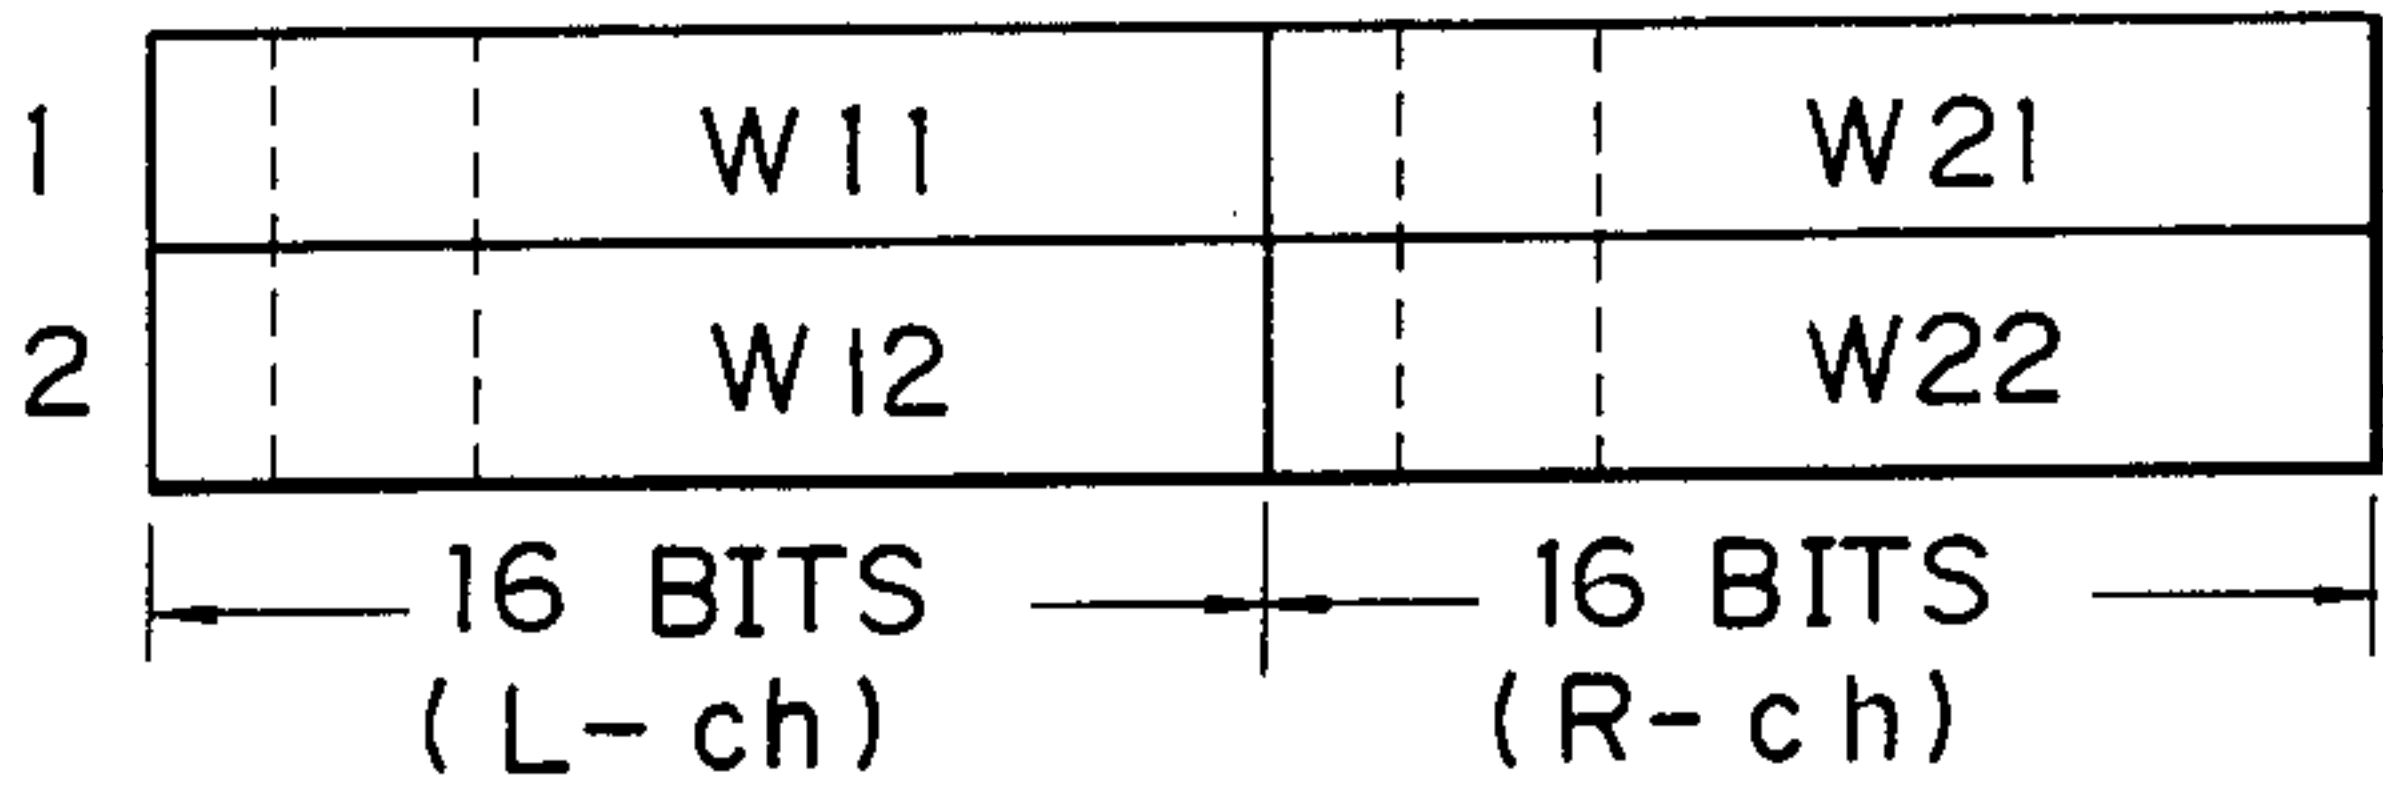 1 W11 W21
2 W12 W22
16 BITS 16 BITS
(L-ch) (R-ch)